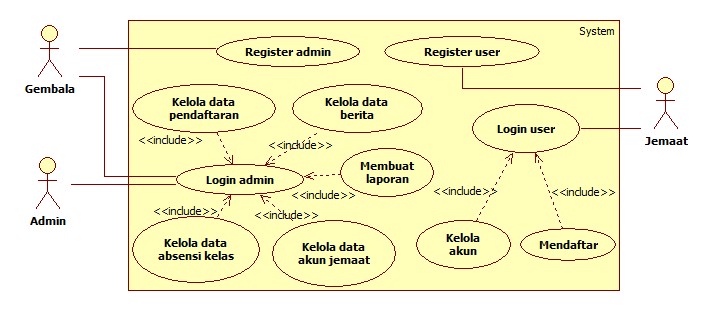 System
Register admin
Register user
Gembala
Kelola data
pendaftaran
Kelola data
berita
Login user
Jemaat
<<include>>
<<include>>
Membuat
laporan
Login admin
Admin
<<include>>
<<include>>
<<include>>
<<include>>
<<include>>
Kelola data
absensi kelas
Kelola data
akun jemaat
Kelola
akun
Mendaftar